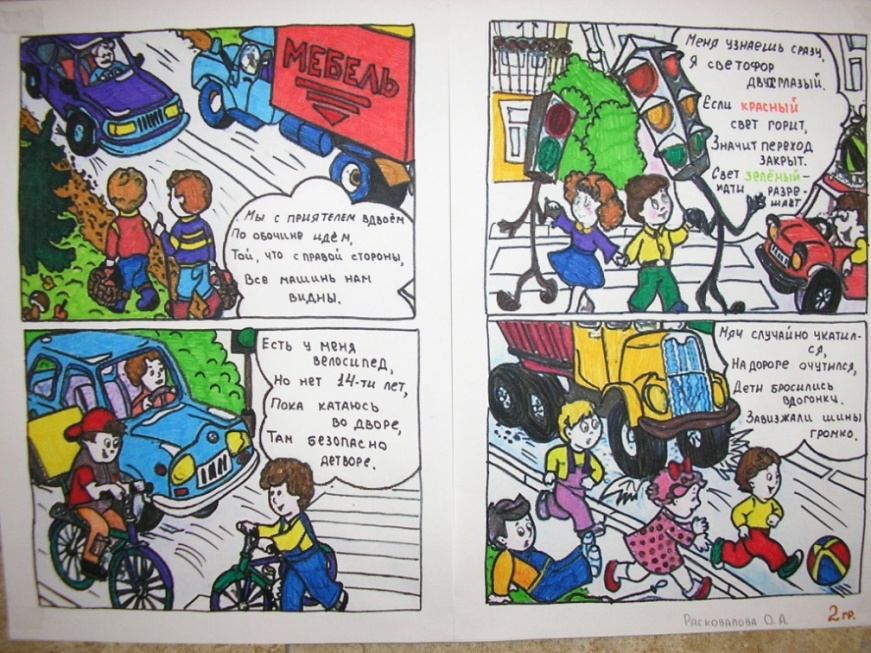 МЕБЕЛЬ
Мы с приятелем вдвоём
По обочине идём,
Той, что с правой стороны,
Все машины нам
видны.
Меня узнаешь сразу,
Я светофор
двуглазый.
Если красный
свет горит,
Значит переход
закрыт.
Свет зелёный-
идти разре-
шает
Есть у меня
велосипед,
Но нет 14-ти лет,
Пока катаюсь
во дворе,
Там безопасно
детворе.
Мяч случайно укатил-
ся,
На дороге очутился,
Дети бросились
вдогонку.
Завизжали шины
громко.
Расковалова О.А. 2 гр.